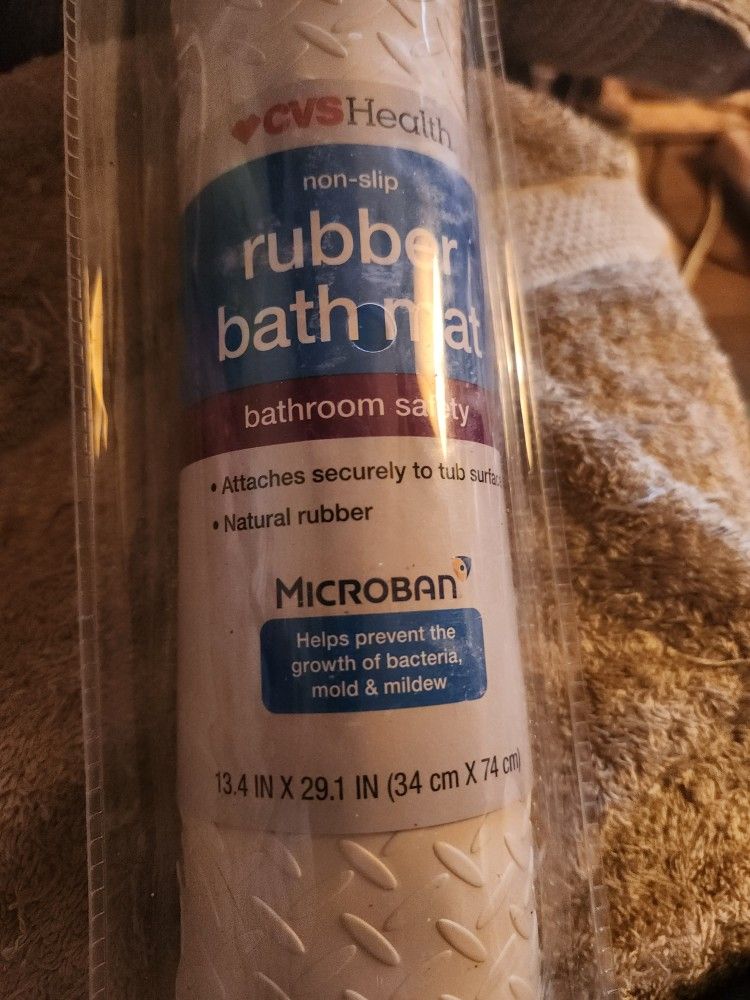 CVSHealth
non-slip
rubber
bath mat
bathroom safety
• Attaches securely to tub surfac
• Natural rubber
MICROBAN
Helps prevent the
growth of bacteria,
mold & mildew
13.4 IN X 29.1 IN (34 cm X 74 cm)